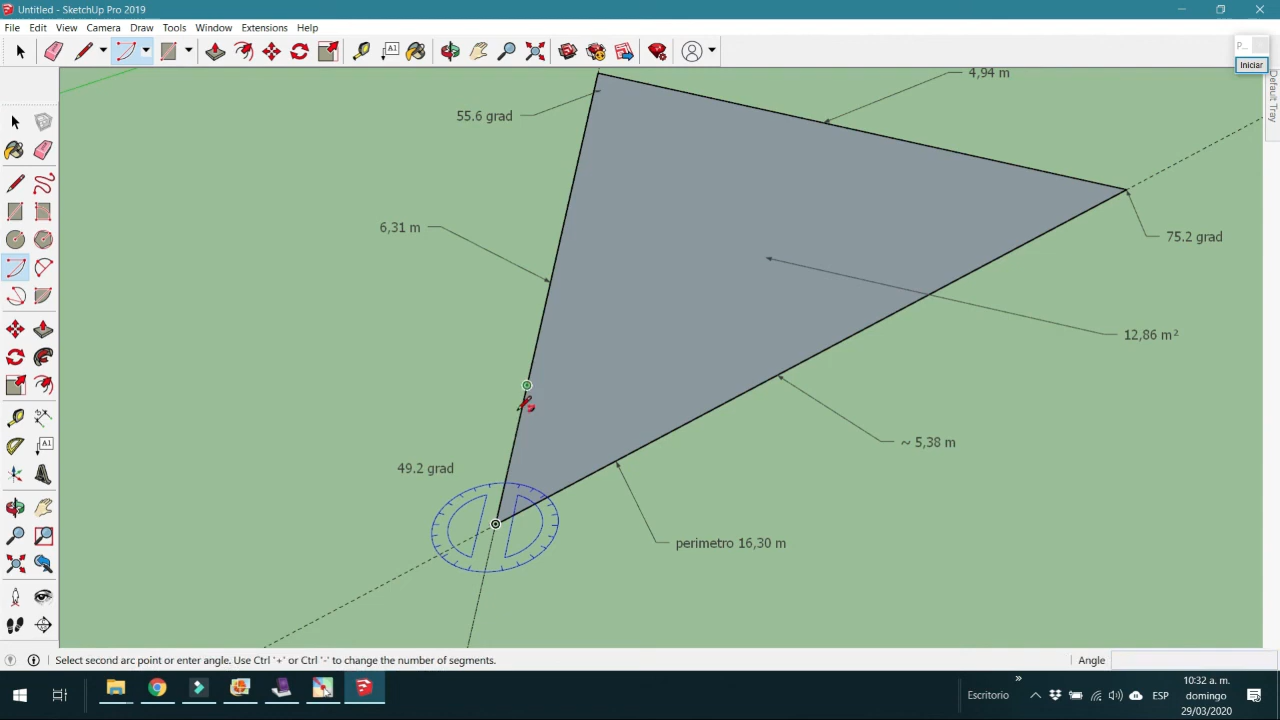 Untitled - SketchUp Pro 2019
File Edit View Camera Draw Tools Window Extensions Help
P...
Iniciar
Default Tray
4,94 m
55.6 grad
6,31 m
75.2 grad
12,86 m²
~ 5,38 m
49.2 grad
perimetro 16,30 m
Select second arc point or enter angle. Use Ctrl '+' or Ctrl '-' to change the number of segments.
Angle
Escritorio
»
ESP
10:32 a. m.
domingo
29/03/2020